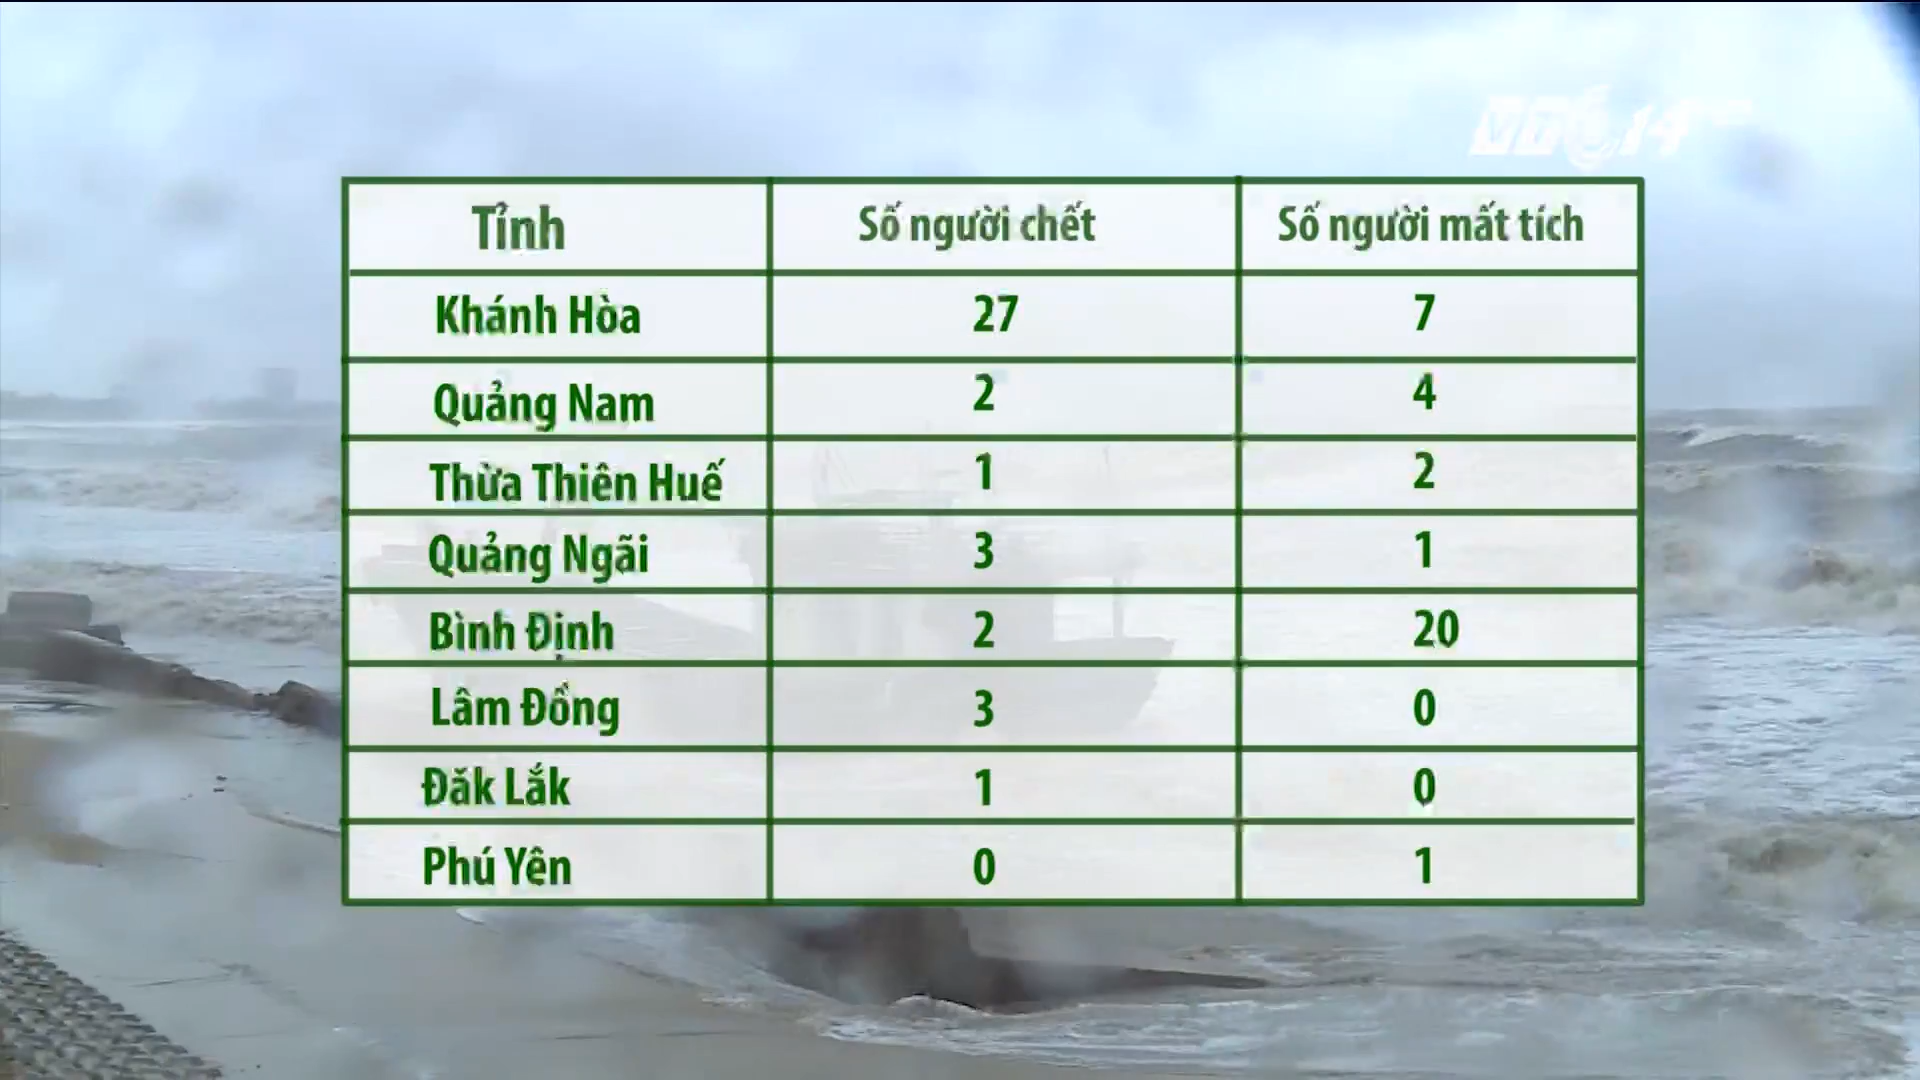 VTC14
Tỉnh Số người chết Số người mất tích
Khánh Hòa 27 7
Quảng Nam 2 4
Thừa Thiên Huế 1 2
Quảng Ngãi 3 1
Bình Định 2 20
Lâm Đồng 3 0
Đăk Lắk 1 0
Phú Yên 0 1